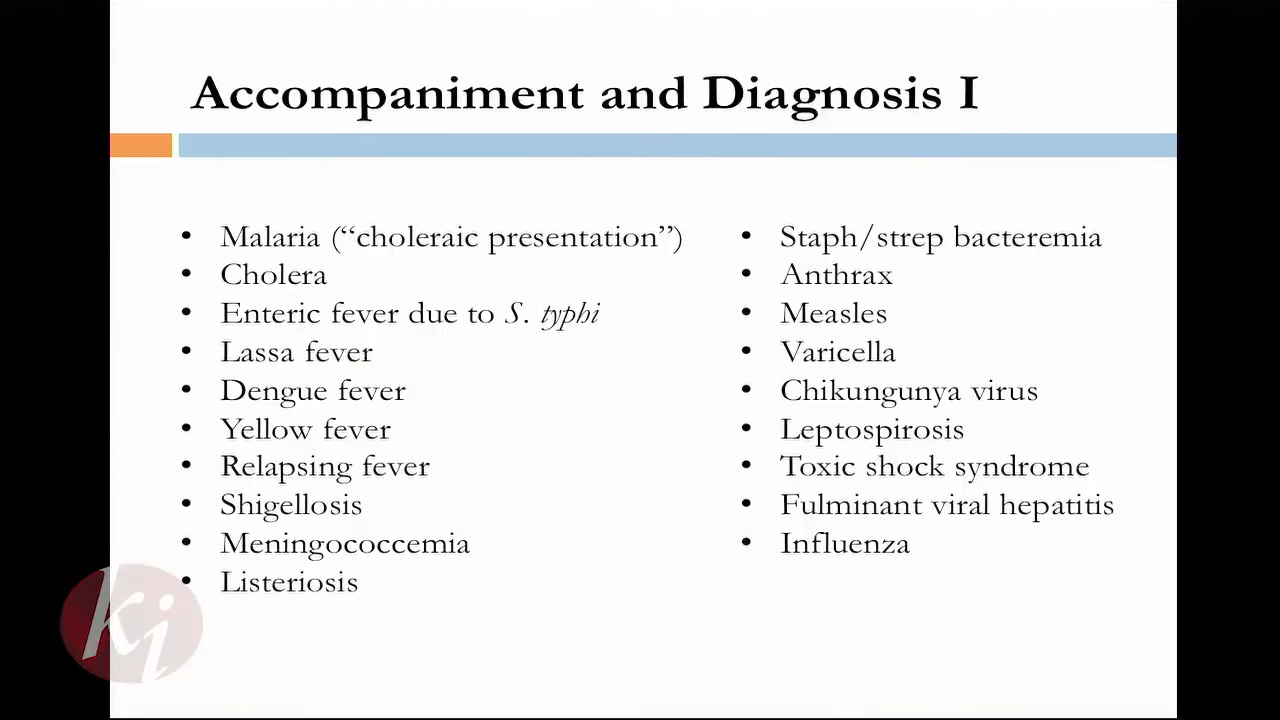 Accompaniment and Diagnosis I
• Malaria (“choleraic presentation”)
• Cholera
• Enteric fever due to S. typhi
• Lassa fever
• Dengue fever
• Yellow fever
• Relapsing fever
• Shigellosis
• Meningococcemia
• Listeriosis
• Staph/strep bacteremia
• Anthrax
• Measles
• Varicella
• Chikungunya virus
• Leptospirosis
• Toxic shock syndrome
• Fulminant viral hepatitis
• Influenza
ki